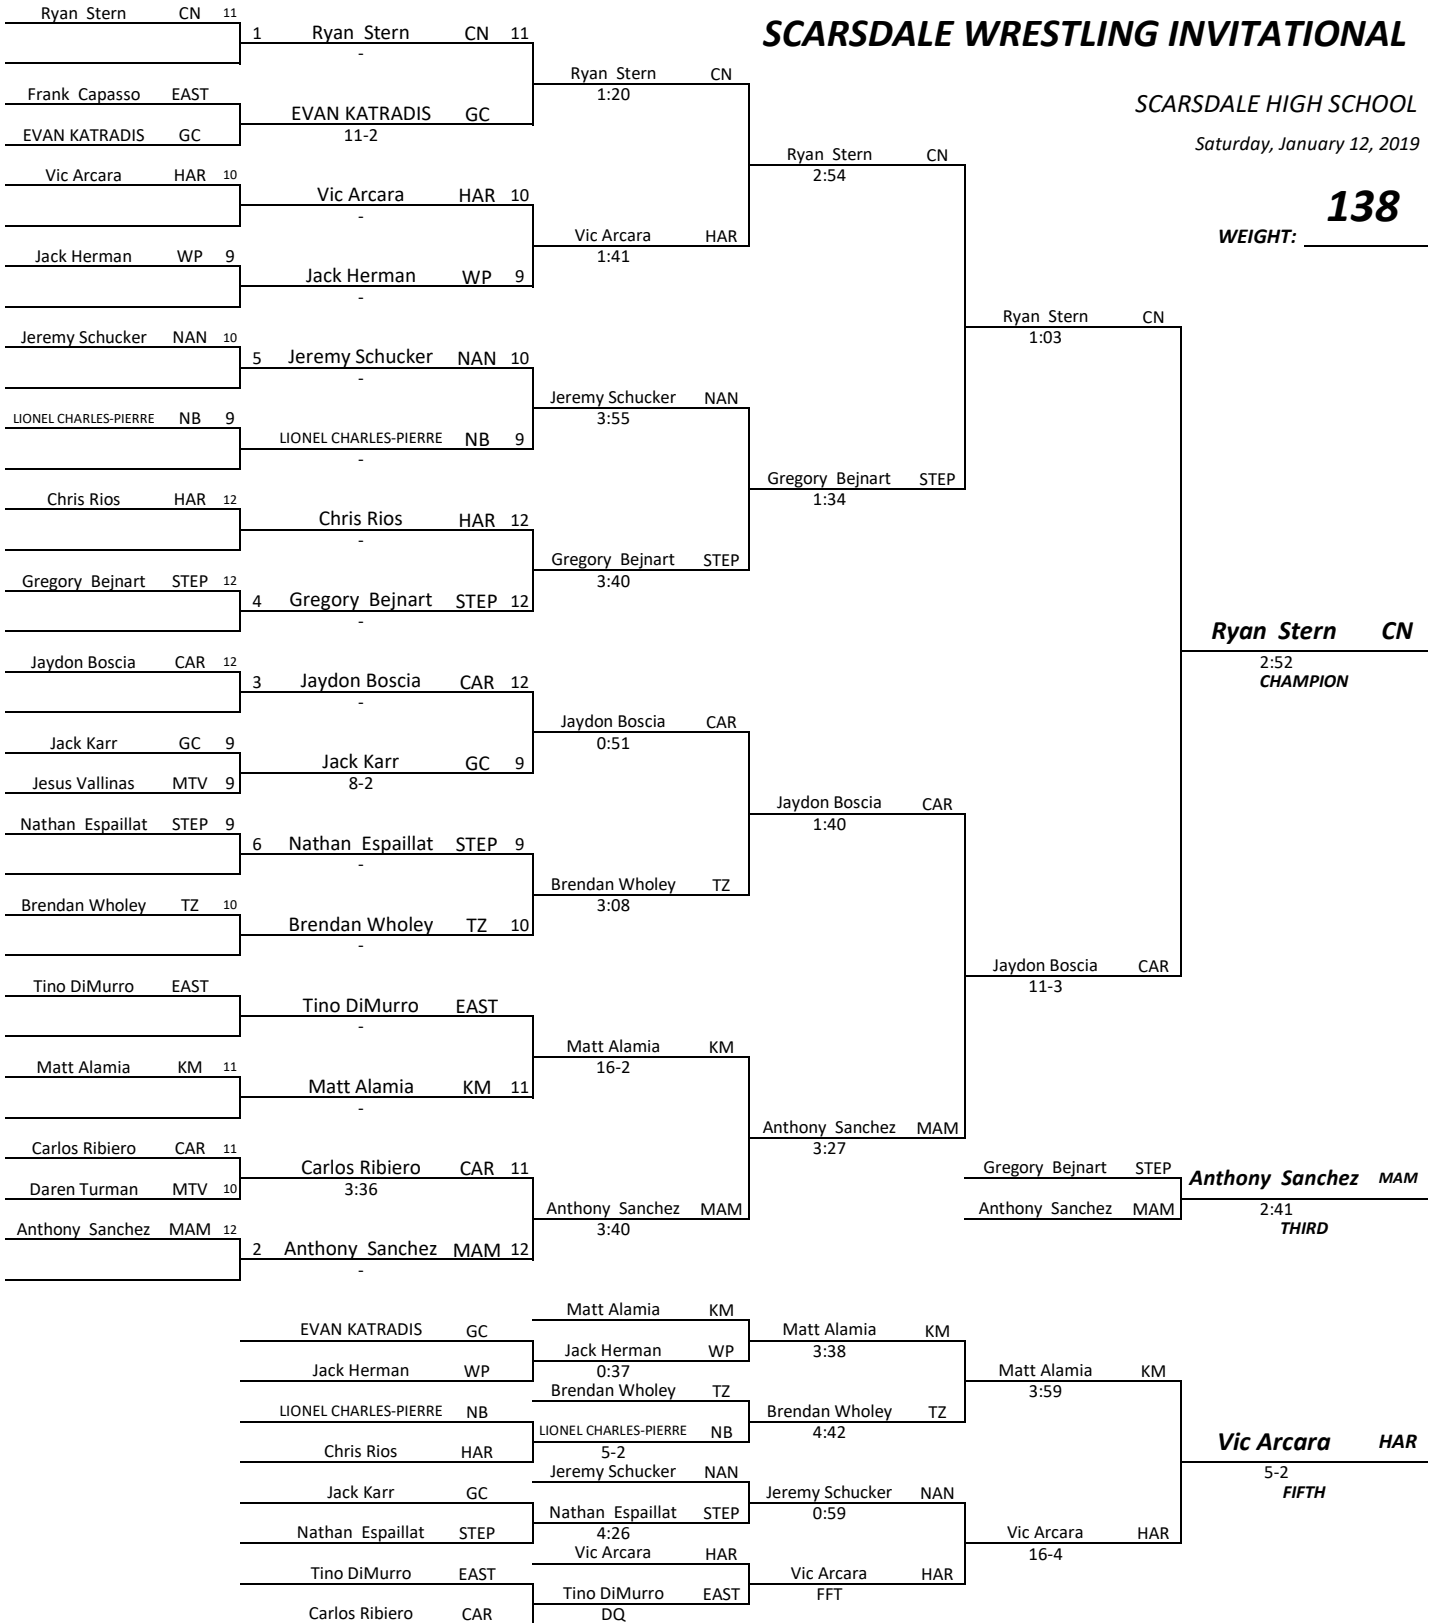 SCARSDALE WRESTLING INVITATIONAL
SCARSDALE HIGH SCHOOL
Saturday, January 12, 2019
WEIGHT: 138
Ryan Stern CN 11
Frank Capasso EAST
EVAN KATRADIS GC
Vic Arcara HAR 10
Jack Herman WP 9
Jeremy Schucker NAN 10
LIONEL CHARLES-PIERRE NB 9
Chris Rios HAR 12
Gregory Bejnart STEP 12
Jaydon Boscia CAR 12
Jack Karr GC 9
Jesus Vallinas MTV 9
Nathan Espaillat STEP 9
Brendan Wholey TZ 10
Tino DiMurro EAST
Matt Alamia KM 11
Carlos Ribiero CAR 11
Daren Turman MTV 10
Anthony Sanchez MAM 12
1 Ryan Stern CN 11
-
EVAN KATRADIS GC
11-2
Vic Arcara HAR 10
-
Jack Herman WP 9
-
5 Jeremy Schucker NAN 10
-
LIONEL CHARLES-PIERRE NB 9
-
Chris Rios HAR 12
-
4 Gregory Bejnart STEP 12
-
3 Jaydon Boscia CAR 12
-
Jack Karr GC 9
8-2
6 Nathan Espaillat STEP 9
-
Brendan Wholey TZ 10
-
Tino DiMurro EAST
-
Matt Alamia KM 11
-
Carlos Ribiero CAR 11
3:36
2 Anthony Sanchez MAM 12
-
Ryan Stern CN
1:20
Vic Arcara HAR
1:41
Jeremy Schucker NAN
3:55
Gregory Bejnart STEP
3:40
Jaydon Boscia CAR
0:51
Brendan Wholey TZ
3:08
Matt Alamia KM
16-2
Anthony Sanchez MAM
3:40
Ryan Stern CN
2:54
Gregory Bejnart STEP
1:34
Jaydon Boscia CAR
1:40
Anthony Sanchez MAM
3:27
Ryan Stern CN
1:03
Jaydon Boscia CAR
11-3
Ryan Stern CN
2:52
CHAMPION
Gregory Bejnart STEP
Anthony Sanchez MAM
Anthony Sanchez MAM
2:41
THIRD
EVAN KATRADIS GC
Jack Herman WP
LIONEL CHARLES-PIERRE NB
Chris Rios HAR
Jack Karr GC
Nathan Espaillat STEP
Tino DiMurro EAST
Carlos Ribiero CAR
Matt Alamia KM
Jack Herman WP
0:37
Brendan Wholey TZ
LIONEL CHARLES-PIERRE NB
5-2
Jeremy Schucker NAN
Nathan Espaillat STEP
4:26
Vic Arcara HAR
Tino DiMurro EAST
DQ
Matt Alamia KM
3:38
Brendan Wholey TZ
4:42
Jeremy Schucker NAN
0:59
Vic Arcara HAR
FFT
Matt Alamia KM
3:59
Vic Arcara HAR
16-4
Vic Arcara HAR
5-2
FIFTH